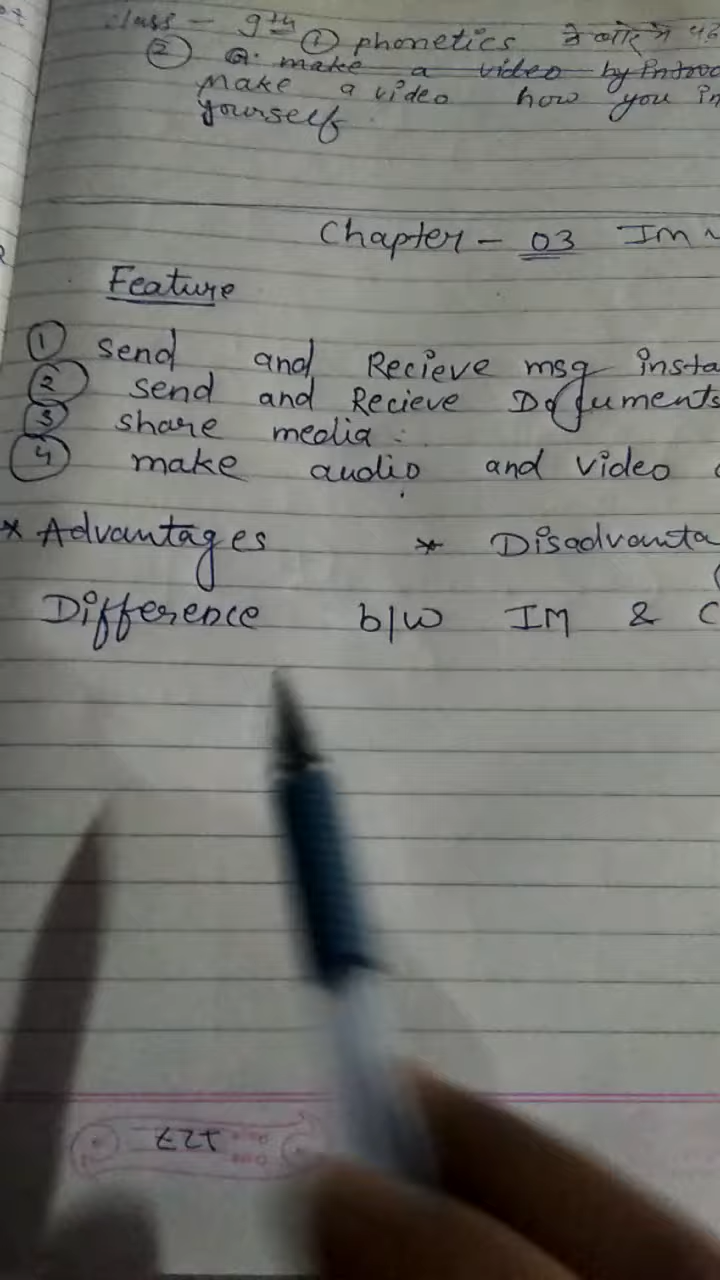 class - 9th ① phonetics के बारे में
② Q. make a video by Introd
Make a video how you in
yourself.
Chapter - 03 IM
Feature
① send and Recieve msg insta
② send and Recieve Documents
③ share media
④ make audio and video
* Advantages * Disadvanta
Difference b/w IM & C
127